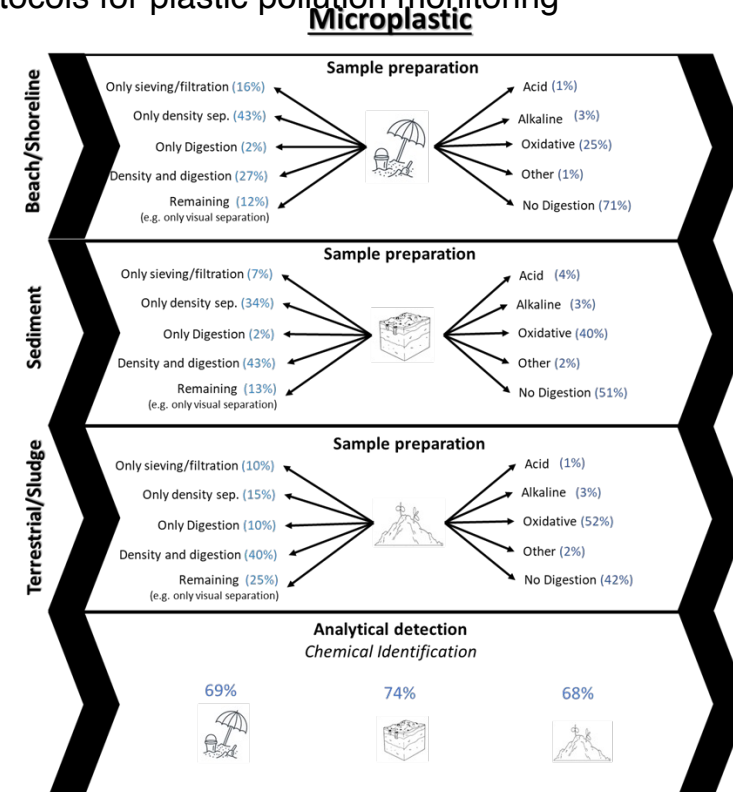 tocols for plastic pollution monitoring
Microplastic
Beach/Shoreline
Sample preparation
Only sieving/filtration (16%)
Only density sep. (43%)
Only Digestion (2%)
Density and digestion (27%)
Remaining (12%)
(e.g. only visual separation)
Acid (1%)
Alkaline (3%)
Oxidative (25%)
Other (1%)
No Digestion (71%)
Sediment
Sample preparation
Only sieving/filtration (7%)
Only density sep. (34%)
Only Digestion (2%)
Density and digestion (43%)
Remaining (13%)
(e.g. only visual separation)
Acid (4%)
Alkaline (3%)
Oxidative (40%)
Other (2%)
No Digestion (51%)
Terrestrial/Sludge
Sample preparation
Only sieving/filtration (10%)
Only density sep. (15%)
Only Digestion (10%)
Density and digestion (40%)
Remaining (25%)
(e.g. only visual separation)
Acid (1%)
Alkaline (3%)
Oxidative (52%)
Other (2%)
No Digestion (42%)
Analytical detection
Chemical Identification
69% 74% 68%